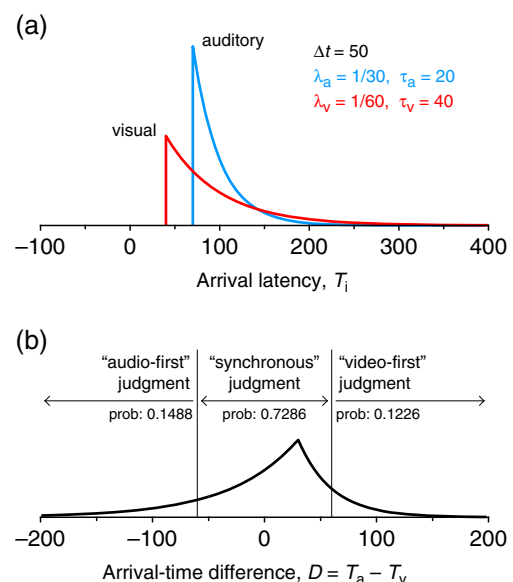 (a)
auditory
visual
Δt = 50
λa = 1/30, τa = 20
λv = 1/60, τv = 40
–100 0 100 200 300 400
Arrival latency, Ti
(b)
“audio-first” “synchronous” “video-first”
judgment judgment judgment
prob: 0.1488 prob: 0.7286 prob: 0.1226
–200 –100 0 100 200
Arrival-time difference, D = Ta – Tv